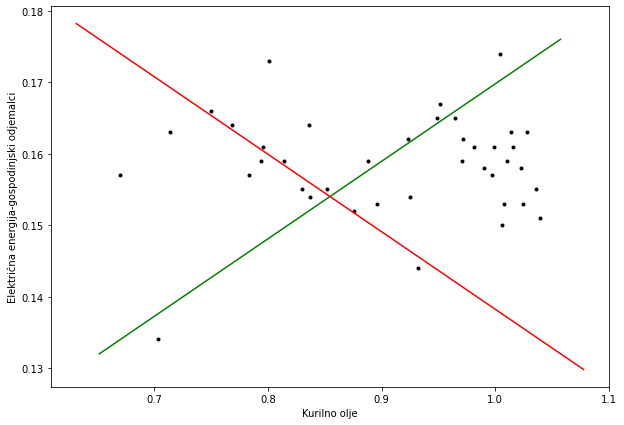 0.18
0.17
0.16
0.15
0.14
0.13
Električna energija-gospodinjski odjemalci
0.7 0.8 0.9 1.0 1.1
Kurilno olje